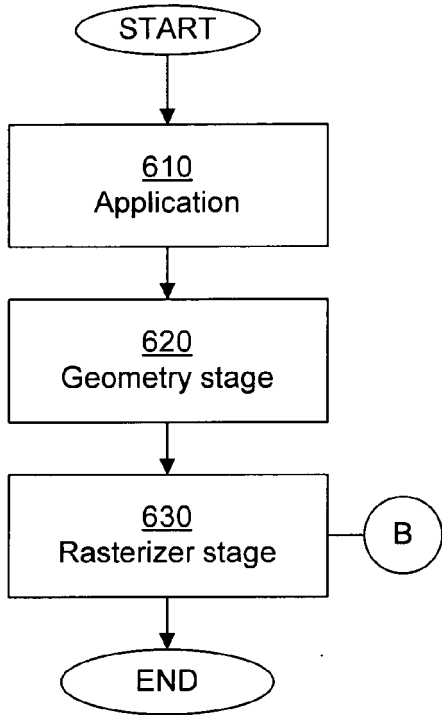 START
610
Application
620
Geometry stage
630
Rasterizer stage
B
END